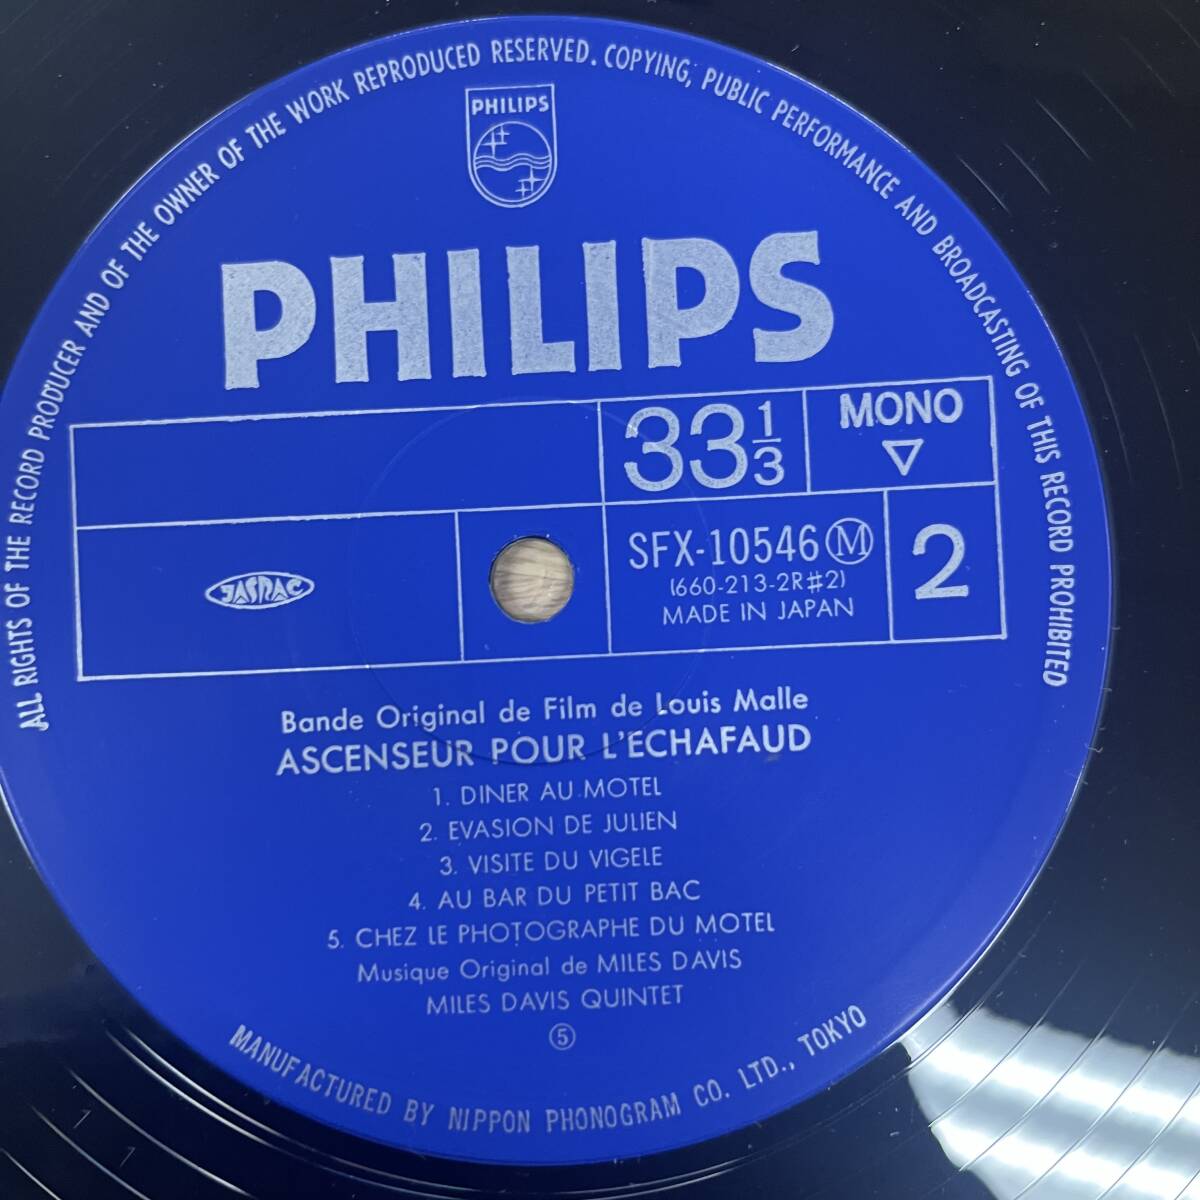 ALL RIGHTS OF THE RECORD PRODUCER AND OF THE OWNER OF THE WORK REPRODUCED RESERVED. COPYING, PUBLIC PERFORMANCE AND BROADCASTING OF THIS RECORD PROHIBITED
PHILIPS
PHILIPS
33 1/3
MONO
▽
JASRAC
SFX-10546 Ⓜ
(660-213-2R#2)
MADE IN JAPAN
2
Bande Original de Film de Louis Malle
ASCENSEUR POUR L'ECHAFAUD
1. DINER AU MOTEL
2. EVASION DE JULIEN
3. VISITE DU VIGELE
4. AU BAR DU PETIT BAC
5. CHEZ LE PHOTOGRAPHE DU MOTEL
Musique Original de MILES DAVIS
MILES DAVIS QUINTET
⑤
MANUFACTURED BY NIPPON PHONOGRAM CO. LTD., TOKYO